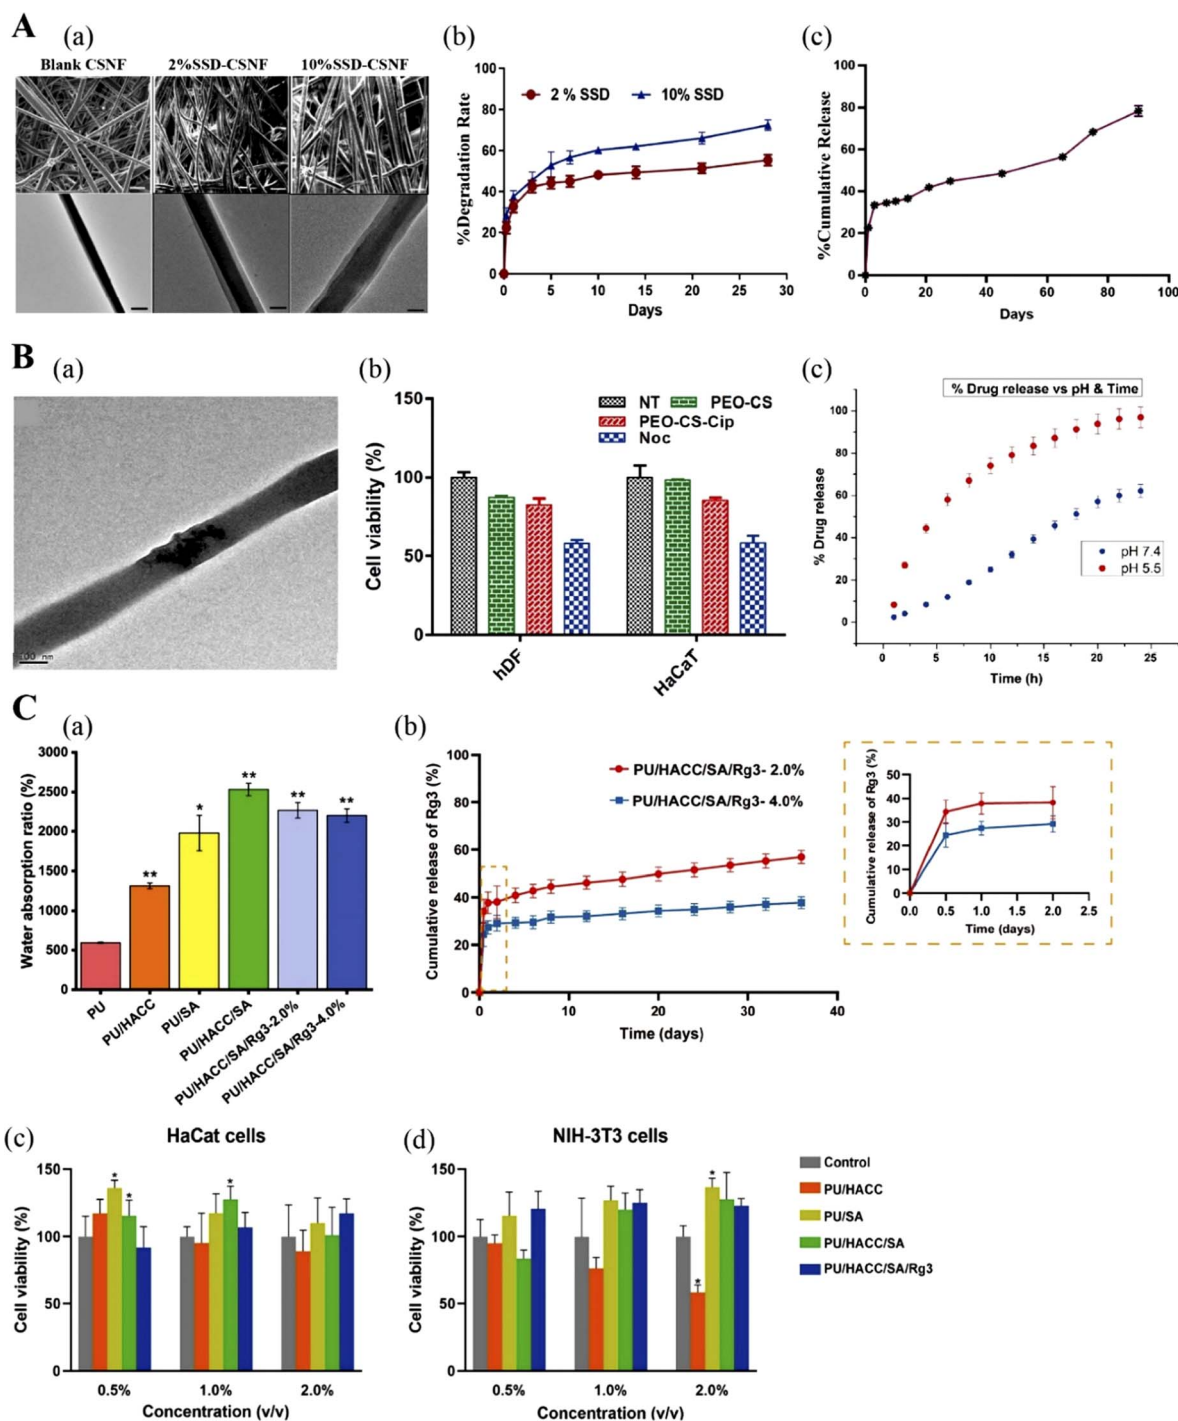 A
(a)
Blank CSNF 2%SSD-CSNF 10%SSD-CSNF
(b)
100
80
60
40
20
0
%Degradation Rate
2 % SSD 10% SSD
0 5 10 15 20 25 30
Days
(c)
100
80
60
40
20
0
%Cumulative Release
0 20 40 60 80 100
Days
B
(a)
100 nm
(b)
150
100
50
0
Cell viability (%)
NT PEO-CS
PEO-CS-Cip
Noc
hDF HaCaT
(c)
% Drug release vs pH & Time
100
80
60
40
20
0
% Drug release
pH 7.4
pH 5.5
0 5 10 15 20 25
Time (h)
C
(a)
3000
2500
2000
1500
1000
500
0
Water absorption ratio (%)
**
*
**
**
**
PU
PU/HACC
PU/SA
PU/HACC/SA
PU/HACC/SA/Rg3-2.0%
PU/HACC/SA/Rg3-4.0%
(b)
100
80
60
40
20
0
Cumulative release of Rg3 (%)
PU/HACC/SA/Rg3- 2.0%
PU/HACC/SA/Rg3- 4.0%
0 10 20 30 40
Time (days)
50
40
30
20
10
0
Cumulative release of Rg3 (%)
0.0 0.5 1.0 1.5 2.0 2.5
Time (days)
(c)
HaCat cells
150
100
50
0
Cell viability (%)
* * *
0.5% 1.0% 2.0%
Concentration (v/v)
(d)
NIH-3T3 cells
150
100
50
0
Cell viability (%)
* *
0.5% 1.0% 2.0%
Concentration (v/v)
Control
PU/HACC
PU/SA
PU/HACC/SA
PU/HACC/SA/Rg3